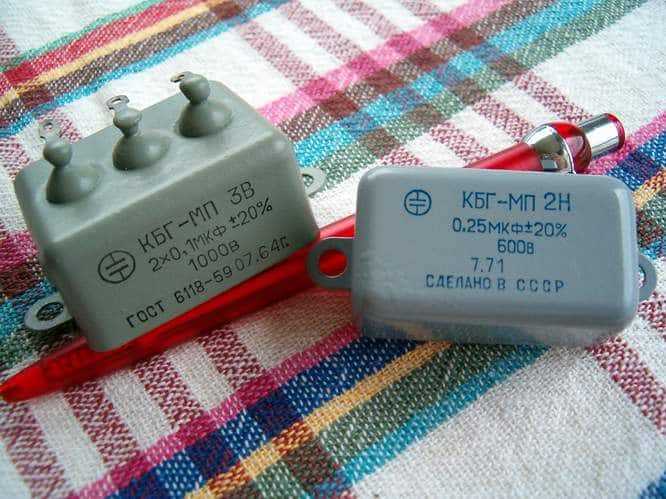 КБГ-МП 3В
2×0,1мкФ ±20%
1000в
ГОСТ 6118-59 07.64г.
КБГ-МП 2Н
0.25мкФ±20%
600в
7.71
СДЕЛАНО В СССР